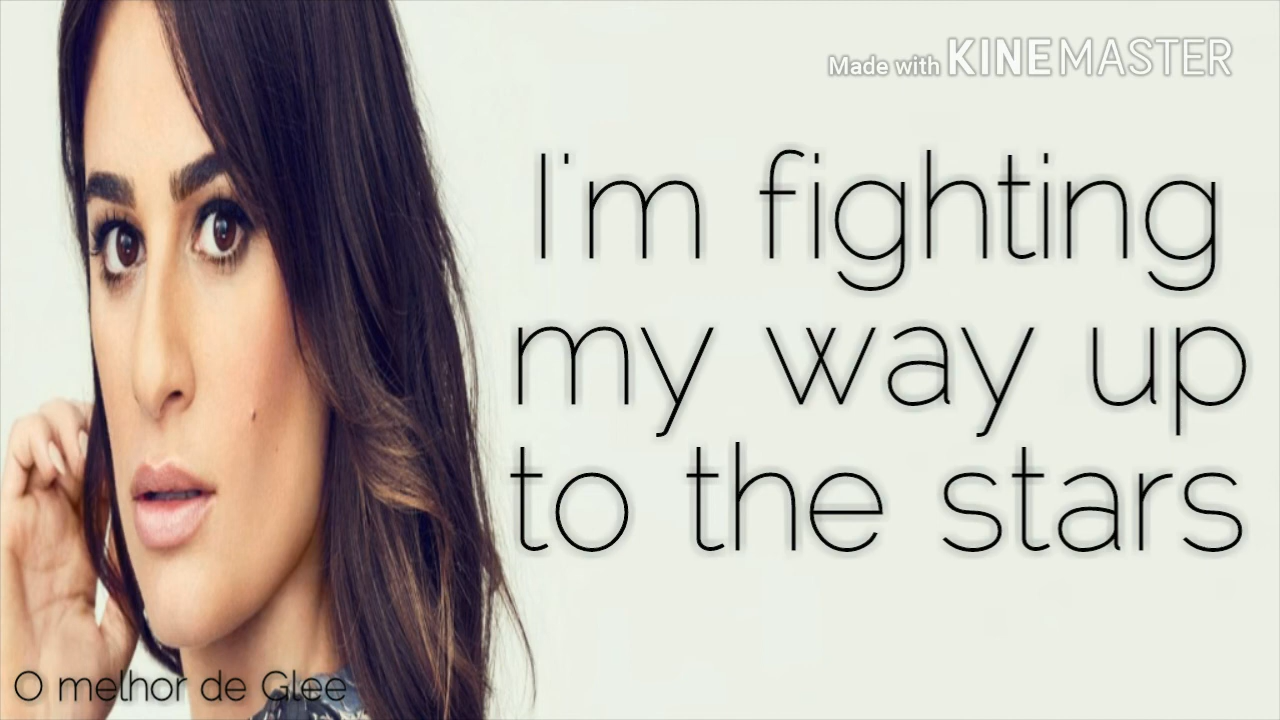 Made with KINEMASTER
I'm fighting
my way up
to the stars
O melhor de Glee